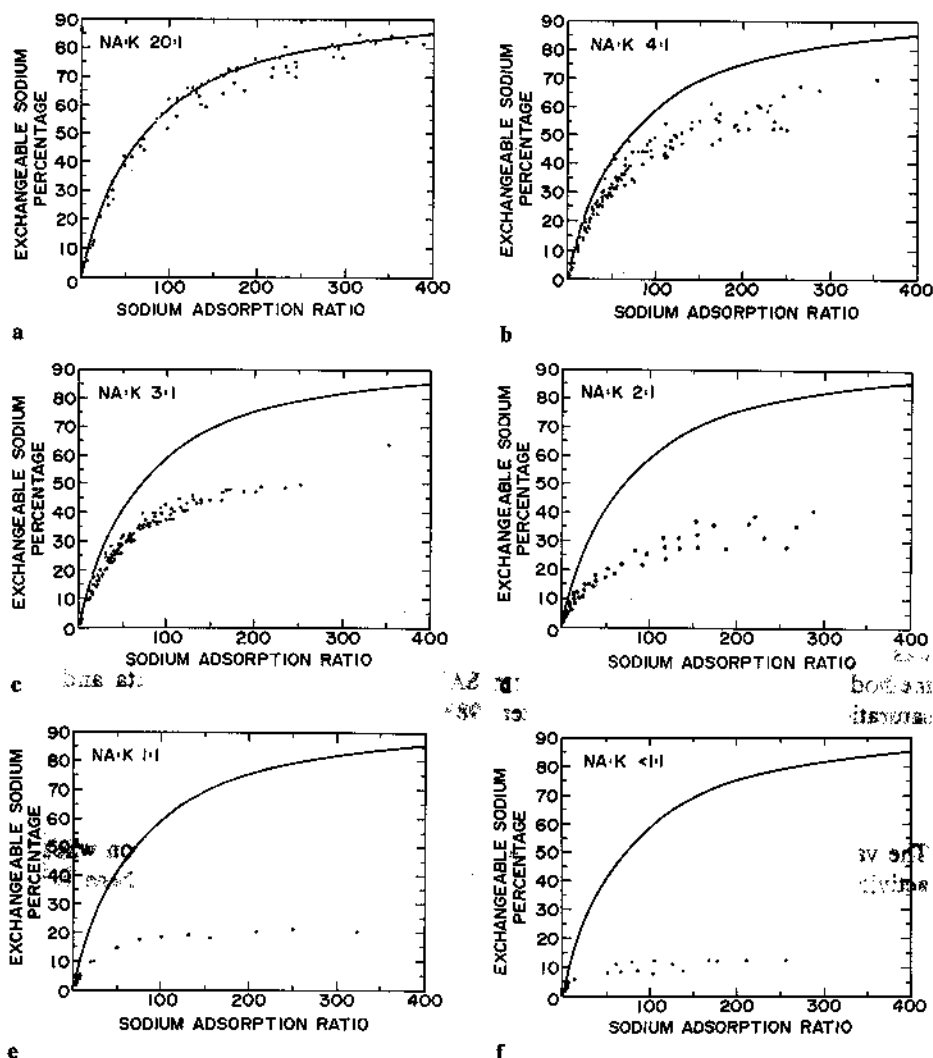 EXCHANGEABLE SODIUM PERCENTAGE
90
80
70
60
50
40
30
20
10
0
NA:K 20:1
100 200 300 400
SODIUM ADSORPTION RATIO
a
EXCHANGEABLE SODIUM PERCENTAGE
90
80
70
60
50
40
30
20
10
0
NA:K 4:1
100 200 300 400
SODIUM ADSORPTION RATIO
b
EXCHANGEABLE SODIUM PERCENTAGE
90
80
70
60
50
40
30
20
10
0
NA:K 3:1
100 200 300 400
SODIUM ADSORPTION RATIO
c
EXCHANGEABLE SODIUM PERCENTAGE
90
80
70
60
50
40
30
20
10
0
NA:K 2:1
100 200 300 400
SODIUM ADSORPTION RATIO
d
EXCHANGEABLE SODIUM PERCENTAGE
90
80
70
60
50
40
30
20
10
0
NA:K 1:1
100 200 300 400
SODIUM ADSORPTION RATIO
e
EXCHANGEABLE SODIUM PERCENTAGE
90
80
70
60
50
40
30
20
10
0
NA:K <1:1
100 200 300 400
SODIUM ADSORPTION RATIO
f